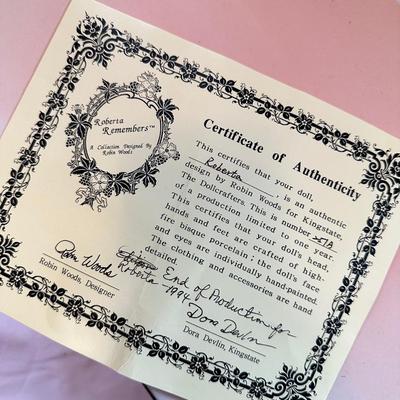 Roberta
Remembers™
A Collection Designed By
Robin Woods
Certificate of Authenticity
This certifies that your doll,
Roberta, is an authentic
design by Robin Woods for Kingstate,
The Dollcrafters. This is number 57A
of a production limited to one year.
This certifies that your doll's head,
hands and feet are crafted of high-
fire bisque porcelain; the doll's face
and eyes are individually hand-painted.
The clothing and accessories are hand
detailed.
End of Production for
Roberta - 1994
Robin Woods
Robin Woods, Designer
Dora Devlin
Dora Devlin, Kingstate